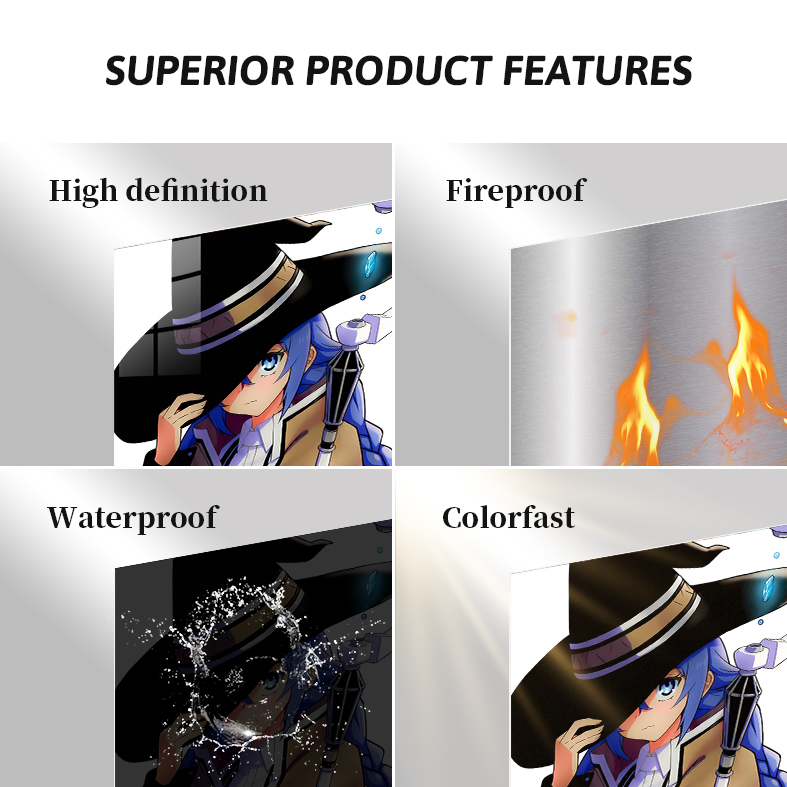 SUPERIOR PRODUCT FEATURES
High definition
Fireproof
Waterproof
Colorfast